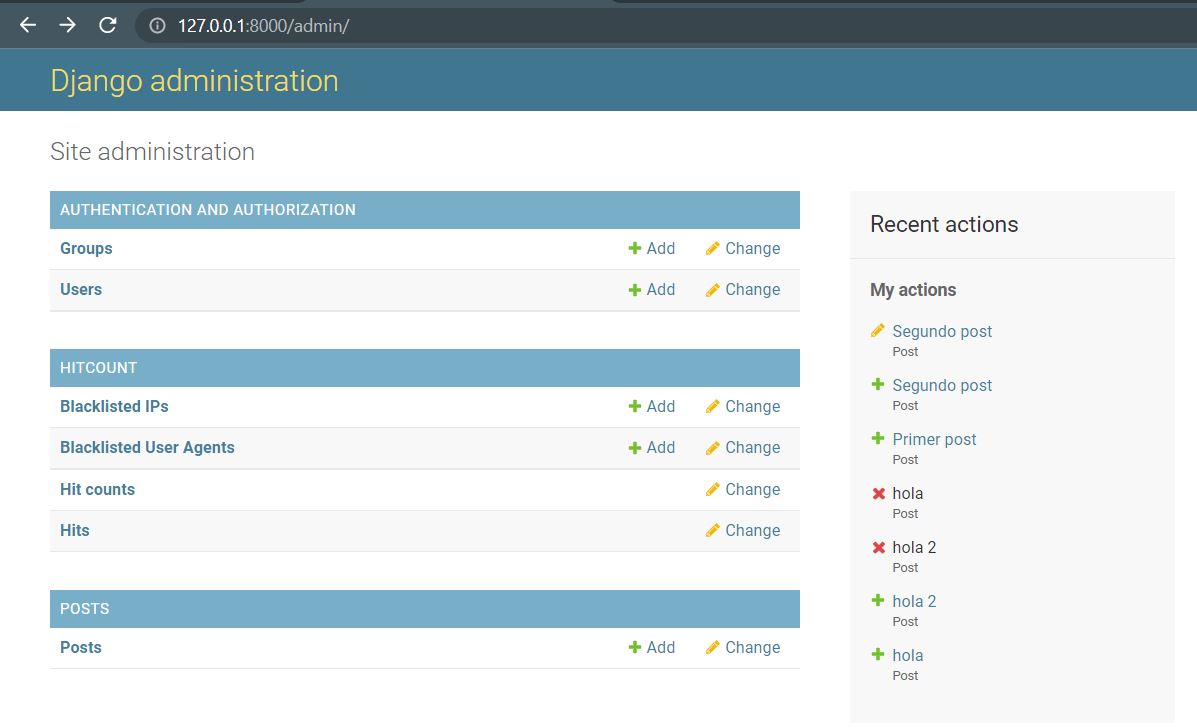 127.0.0.1:8000/admin/
Django administration
Site administration
AUTHENTICATION AND AUTHORIZATION
Groups Add Change
Users Add Change
HITCOUNT
Blacklisted IPs Add Change
Blacklisted User Agents Add Change
Hit counts Change
Hits Change
POSTS
Posts Add Change
Recent actions
My actions
Segundo post
Post
Segundo post
Post
Primer post
Post
hola
Post
hola 2
Post
hola 2
Post
hola
Post